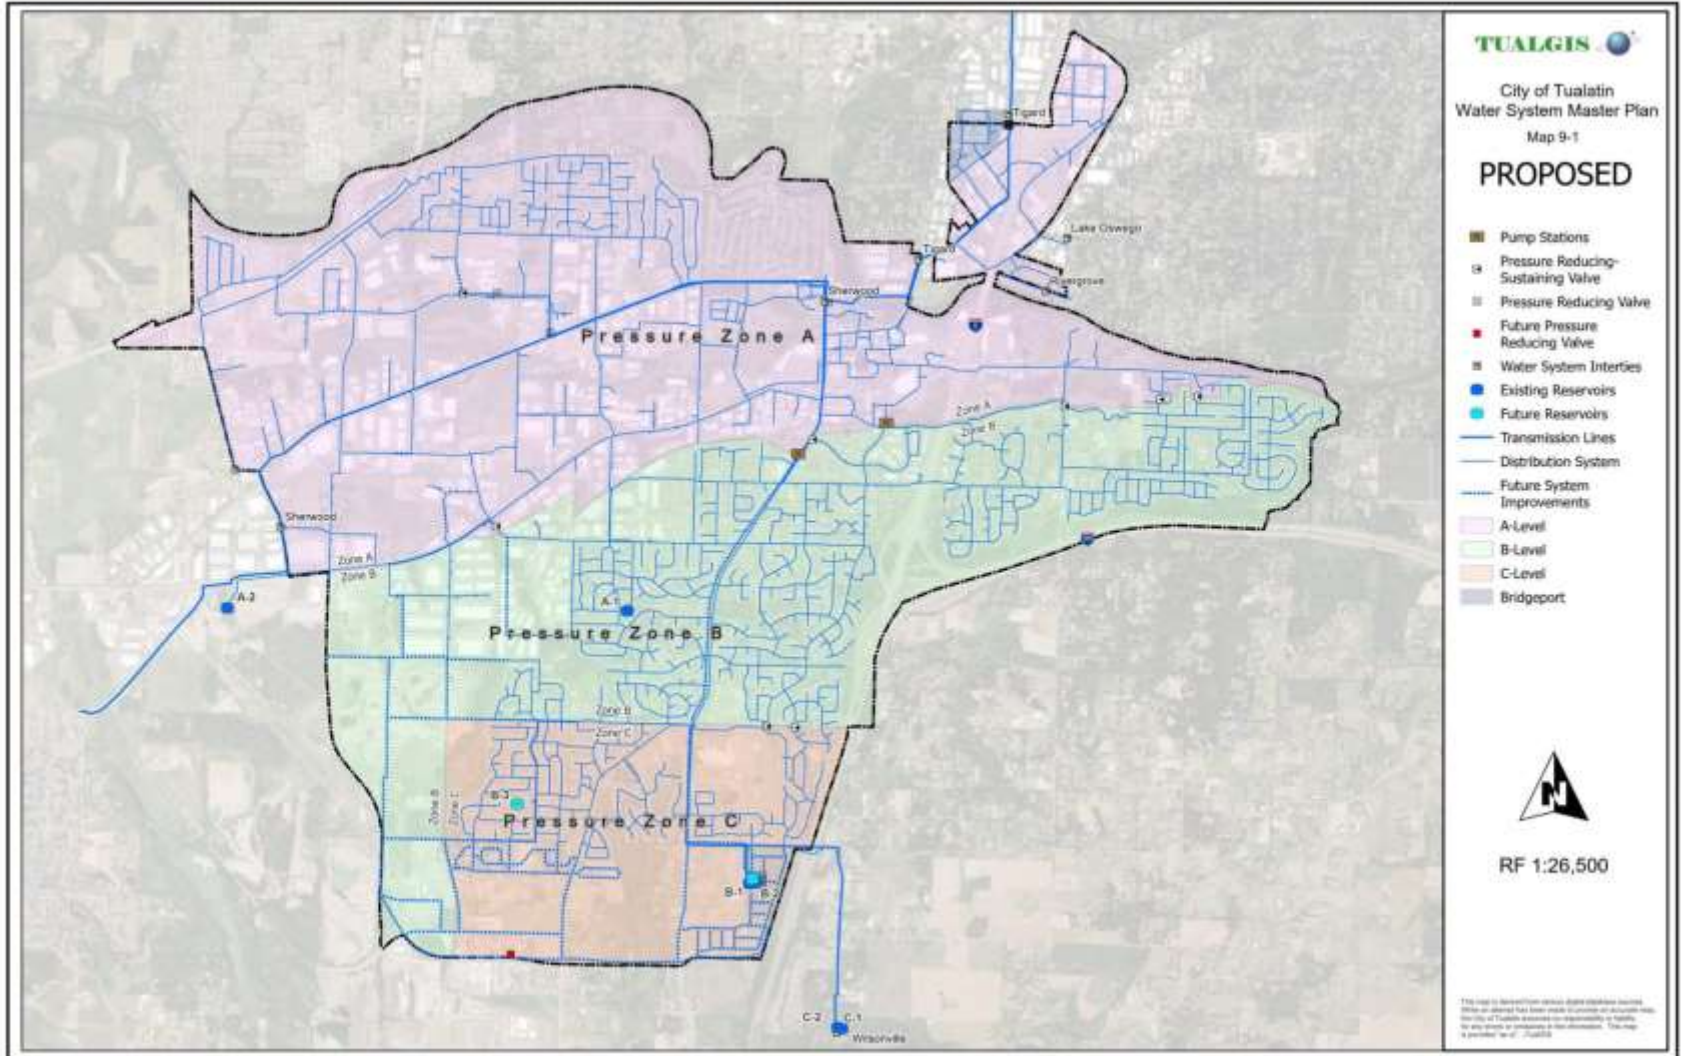 TUALGIS
City of Tualatin
Water System Master Plan
Map 9-1
PROPOSED
Pump Stations
Pressure Reducing-
Sustaining Valve
Pressure Reducing Valve
Future Pressure
Reducing Valve
Water System Interties
Existing Reservoirs
Future Reservoirs
Transmission Lines
Distribution System
Future System
Improvements
A-Level
B-Level
C-Level
Bridgeport
N
RF 1:26,500
Tigard
Lake Oswego
Tigard
Rivergrove
Sherwood
Pressure Zone A
Zone A
Zone B
Sherwood
Zone A
Zone B
A-2
A-1
Pressure Zone B
Zone B
Zone C
Zone B
Zone C
B-3
Pressure Zone C
B-1
B-2
C-2
C-1
Wilsonville